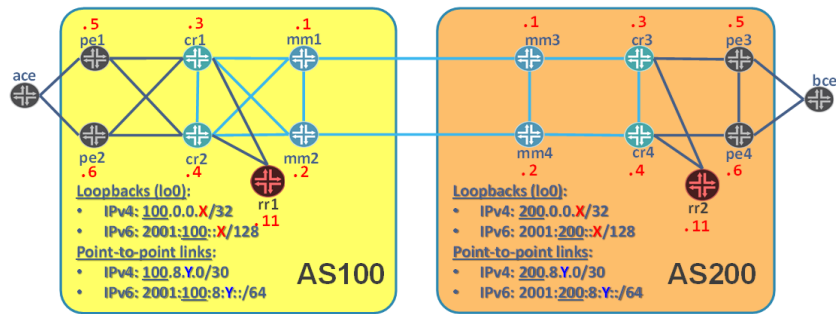 .5
.3
.1
.1
.3
.5
pe1
cr1
mm1
mm3
cr3
pe3
ace
bce
pe2
cr2
mm2
mm4
cr4
pe4
.6
.4
.2
.2
.4
.6
rr1
.11
rr2
.11
Loopbacks (lo0):
• IPv4: 100.0.0.X/32
• IPv6: 2001:100::X/128
Point-to-point links:
• IPv4: 100.8.Y.0/30
• IPv6: 2001:100:8:Y::/64
AS100
Loopbacks (lo0):
• IPv4: 200.0.0.X/32
• IPv6: 2001:200::X/128
Point-to-point links:
• IPv4: 200.8.Y.0/30
• IPv6: 2001:200:8:Y::/64
AS200